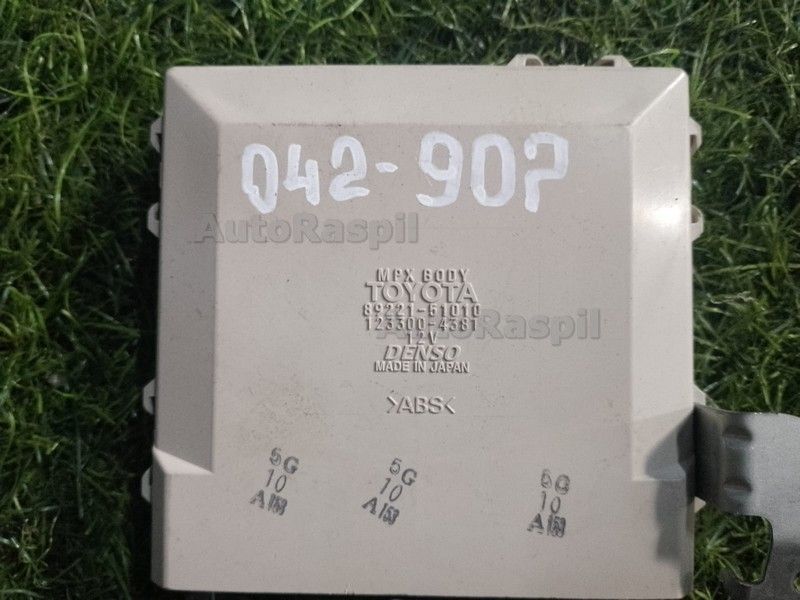 042-907
AutoRaspil
MPX BODY
TOYOTA
89221-51010
123300-4381
AutoRaspil
12V
DENSO
MADE IN JAPAN
>ABS<
5G
10
5G
10
5G
10